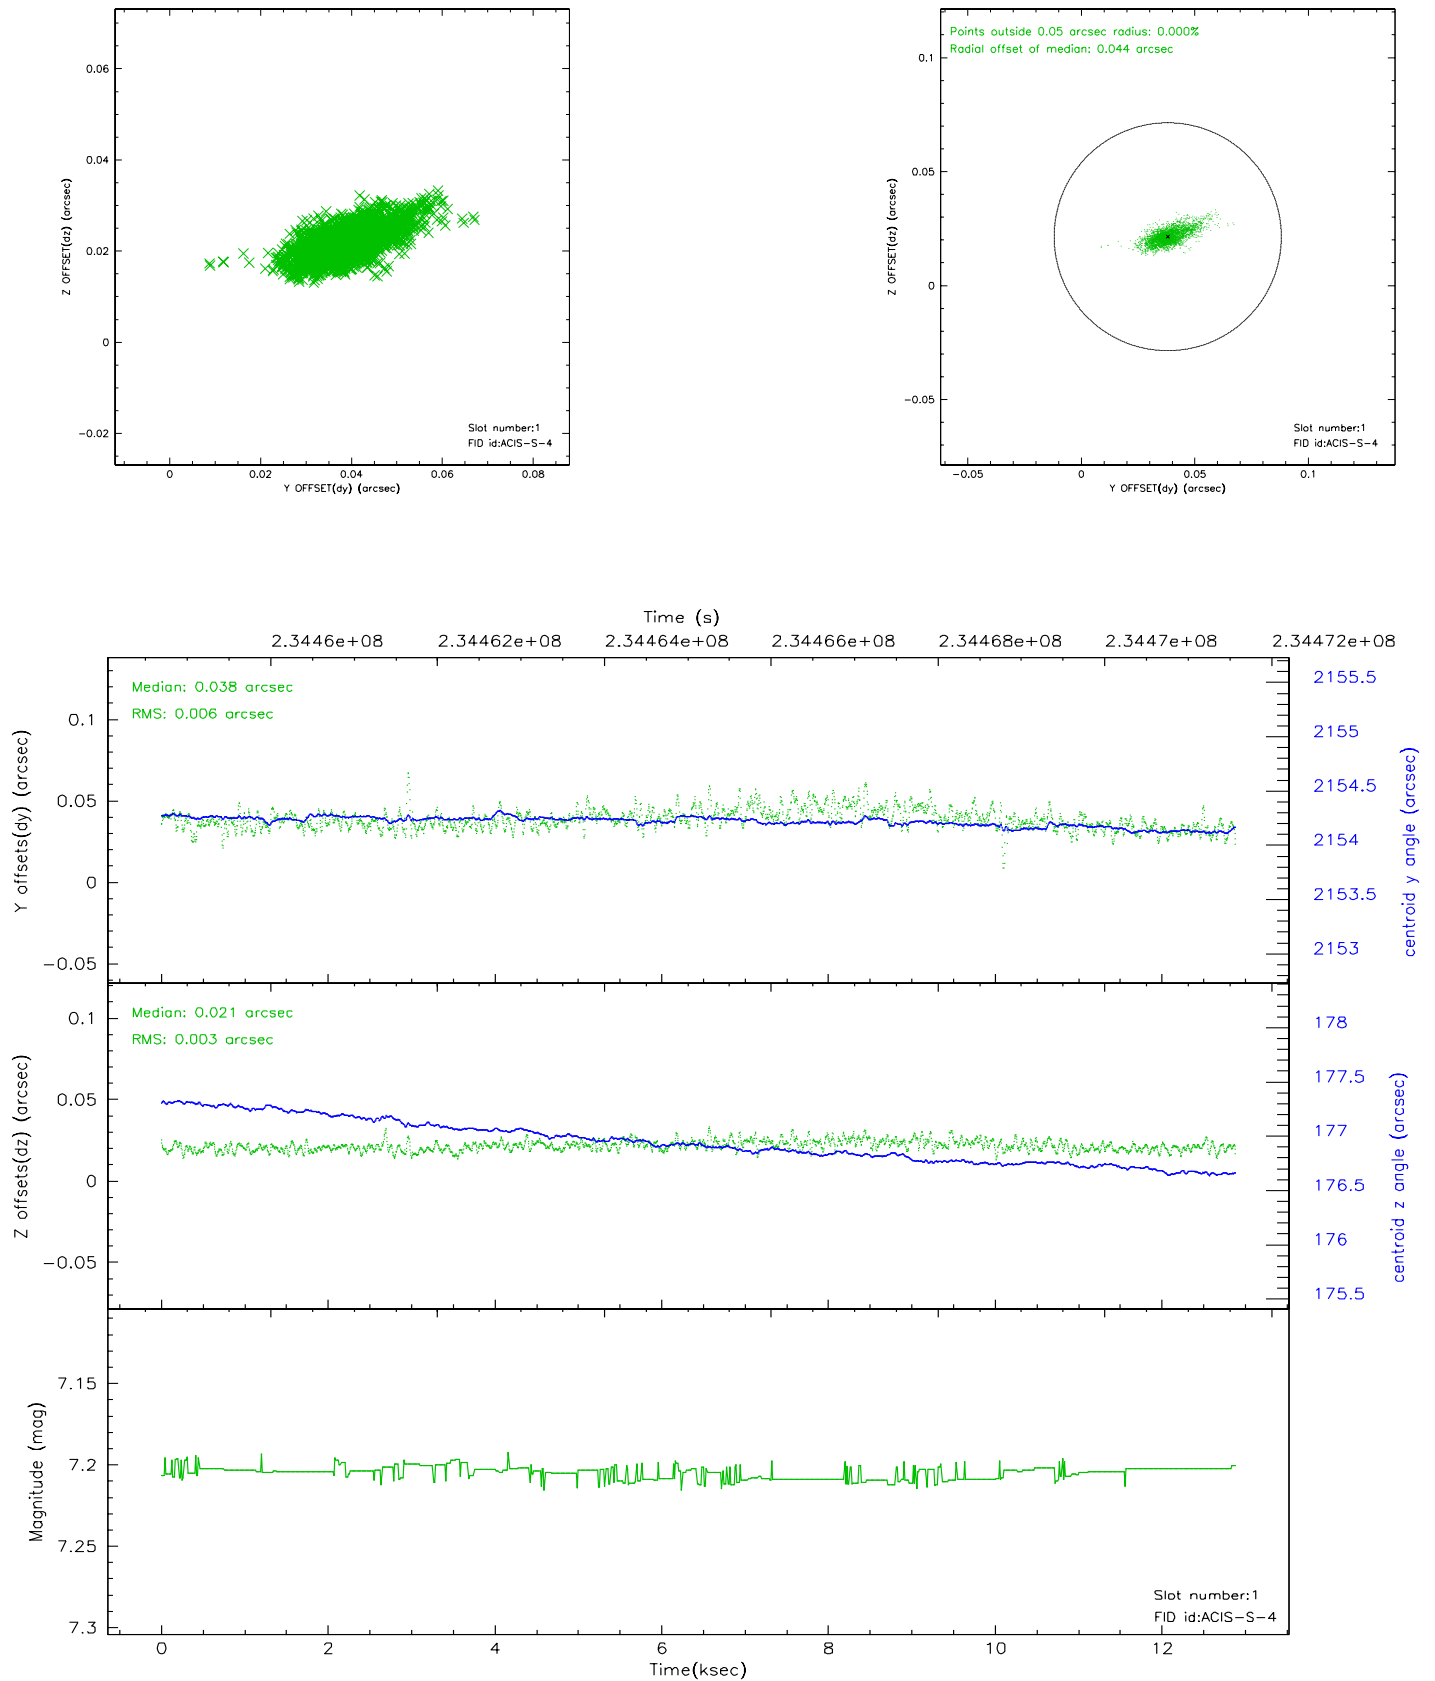 0.06
0.04
0.02
0
-0.02
Z OFFSET(dz) (arcsec)
Slot number:1
FID id:ACIS-S-4
0 0.02 0.04 0.06 0.08
Y OFFSET(dy) (arcsec)
Points outside 0.05 arcsec radius: 0.000%
Radial offset of median: 0.044 arcsec
0.1
0.05
0
-0.05
Z OFFSET(dz) (arcsec)
Slot number:1
FID id:ACIS-S-4
-0.05 0 0.05 0.1
Y OFFSET(dy) (arcsec)
Time (s)
2.3446e+08 2.34462e+08 2.34464e+08 2.34466e+08 2.34468e+08 2.3447e+08 2.34472e+08
Median: 0.038 arcsec
RMS: 0.006 arcsec
0.1
0.05
0
-0.05
Y offsets(dy) (arcsec)
2155.5
2155
2154.5
2154
2153.5
2153
centroid y angle (arcsec)
Median: 0.021 arcsec
RMS: 0.003 arcsec
0.1
0.05
0
-0.05
Z offsets(dz) (arcsec)
178
177.5
177
176.5
176
175.5
centroid z angle (arcsec)
7.15
7.2
7.25
7.3
Magnitude (mag)
Slot number:1
FID id:ACIS-S-4
0 2 4 6 8 10 12
Time(ksec)